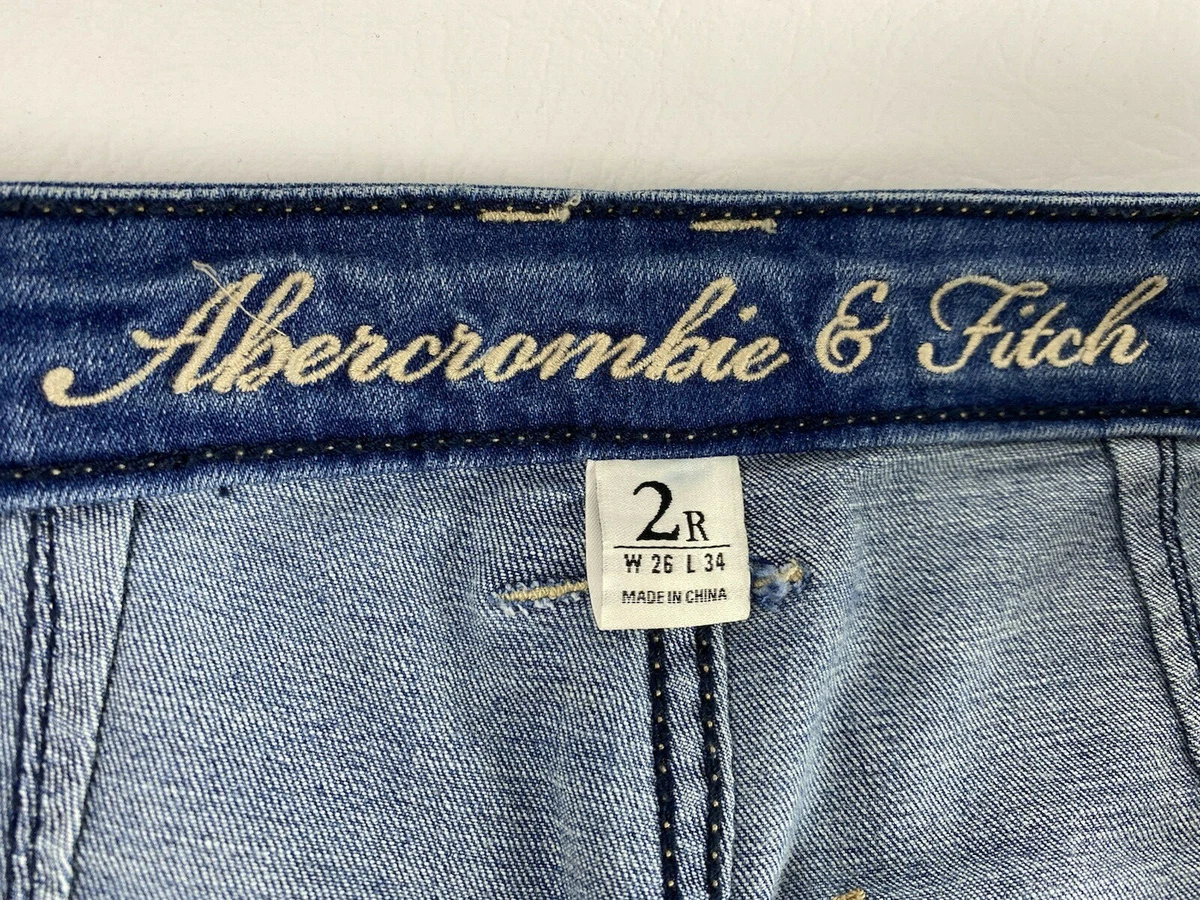 Abercrombie & Fitch
2R
W 26 L 34
MADE IN CHINA